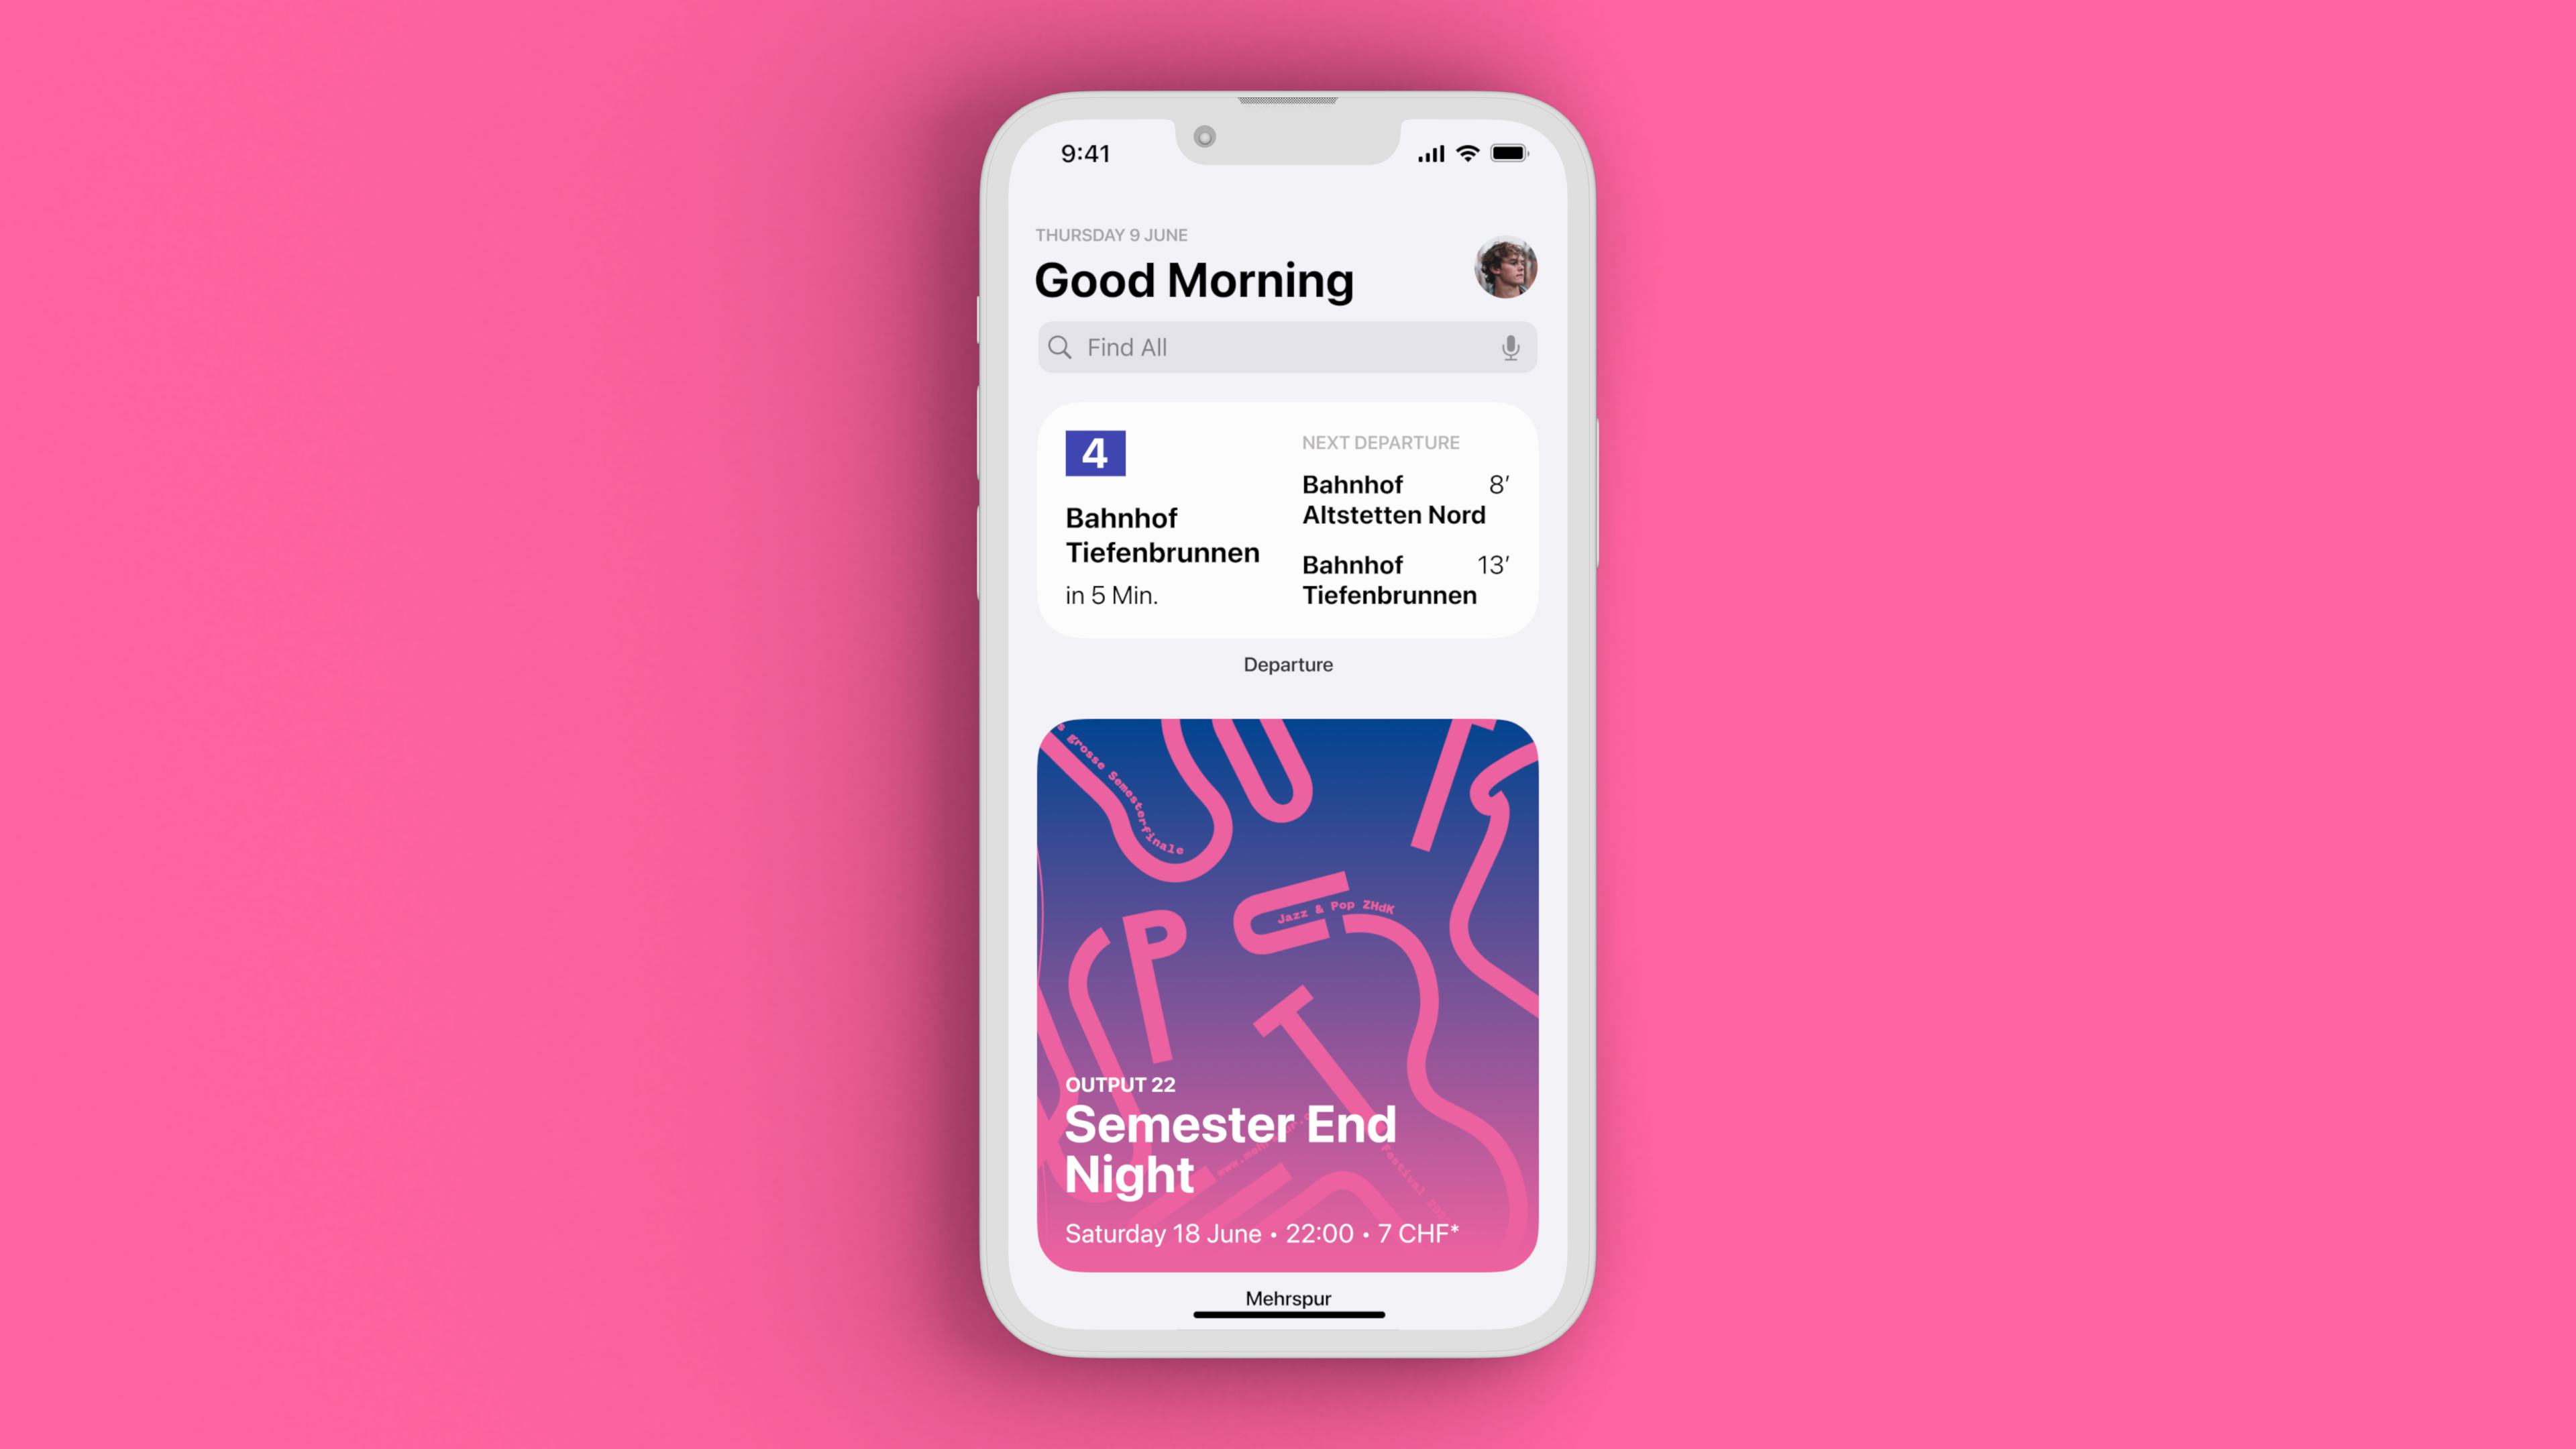 9:41
THURSDAY 9 JUNE
Good Morning
Find All
4
Bahnhof
Tiefenbrunnen
in 5 Min.
NEXT DEPARTURE
Bahnhof 8′
Altstetten Nord
Bahnhof 13′
Tiefenbrunnen
Departure
grosse Semesterfinale
Jazz & Pop ZHdK
P
T
OUTPUT 22
Semester End
Night
Festival
Saturday 18 June • 22:00 • 7 CHF*
Mehrspur